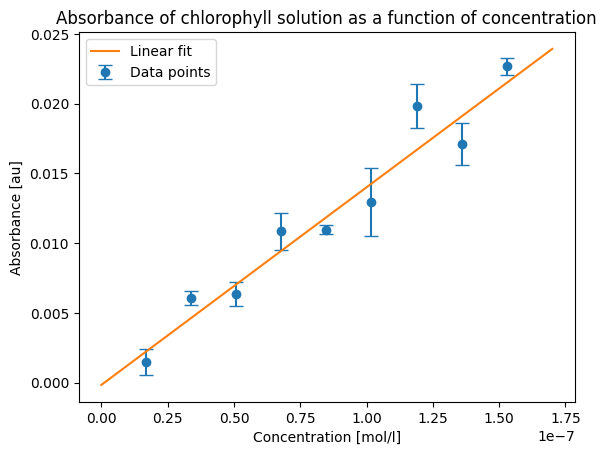 Absorbance of chlorophyll solution as a function of concentration
Linear fit
Data points
Absorbance [au]
0.025
0.020
0.015
0.010
0.005
0.000
0.00 0.25 0.50 0.75 1.00 1.25 1.50 1.75
1e−7
Concentration [mol/l]